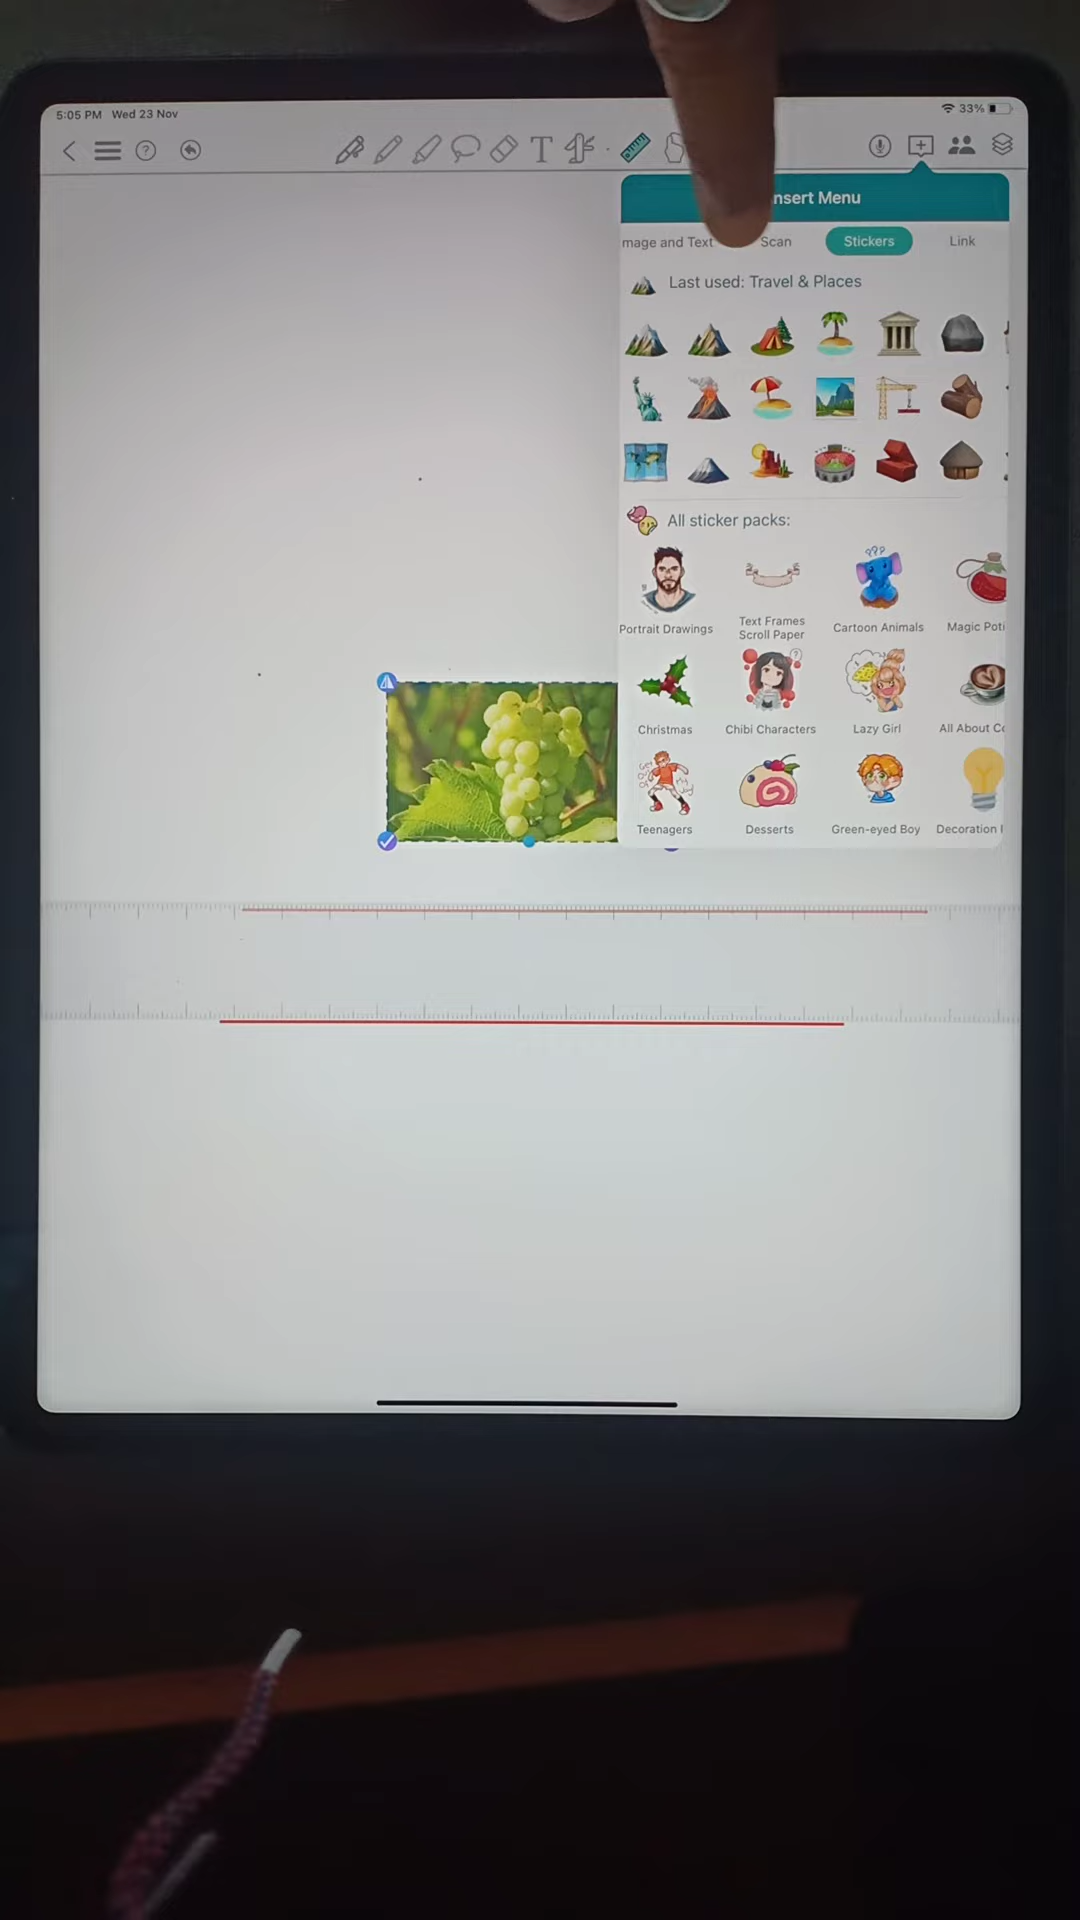 5:05 PM Wed 23 Nov
33%
nsert Menu
mage and Text Scan Stickers Link
Last used: Travel & Places
All sticker packs:
Portrait Drawings
Text Frames
Scroll Paper
Cartoon Animals
Magic Poti
Christmas
Chibi Characters
Lazy Girl
All About Co
Teenagers
Desserts
Green-eyed Boy
Decoration